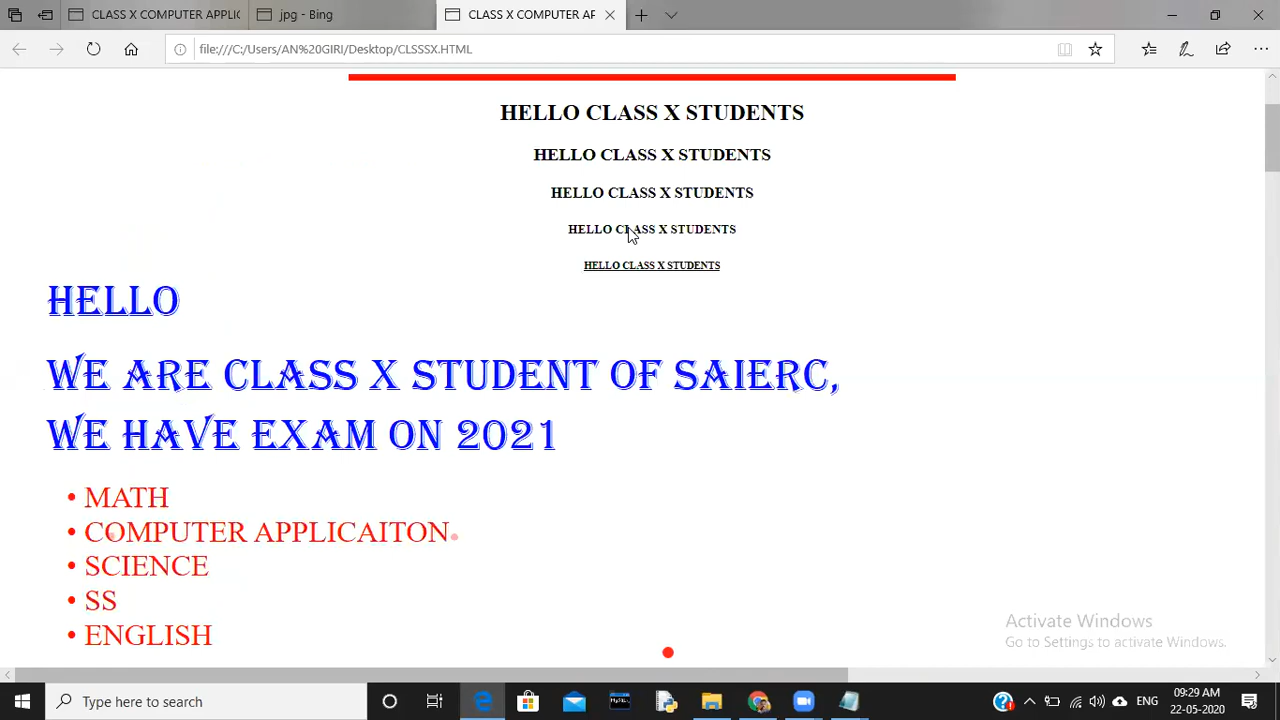 CLASS X COMPUTER APPLIC
jpg - Bing
CLASS X COMPUTER AP
file:///C:/Users/AN%20GIRI/Desktop/CLSSSX.HTML
HELLO CLASS X STUDENTS
HELLO CLASS X STUDENTS
HELLO CLASS X STUDENTS
HELLO CLASS X STUDENTS
HELLO CLASS X STUDENTS
HELLO
WE ARE CLASS X STUDENT OF SAIERC,
WE HAVE EXAM ON 2021
• MATH
• COMPUTER APPLICAITON
• SCIENCE
• SS
• ENGLISH
Activate Windows
Go to Settings to activate Windows.
Type here to search
ENG
09:29 AM
22-05-2020